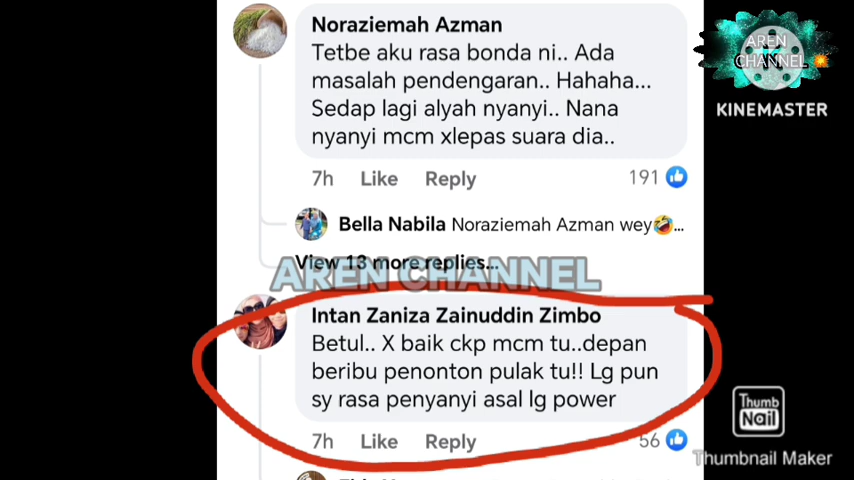 Noraziemah Azman
Tetbe aku rasa bonda ni.. Ada
masalah pendengaran.. Hahaha...
Sedap lagi alyah nyanyi.. Nana
nyanyi mcm xlepas suara dia..
7h Like Reply 191
Bella Nabila Noraziemah Azman wey🤣...
View 13 more replies...
AREN CHANNEL
Intan Zaniza Zainuddin Zimbo
Betul.. X baik ckp mcm tu..depan
beribu penonton pulak tu!! Lg pun
sy rasa penyanyi asal lg power
7h Like Reply 56
AREN
CHANNEL
KINEMASTER
Thumb
Nail
Thumbnail Maker